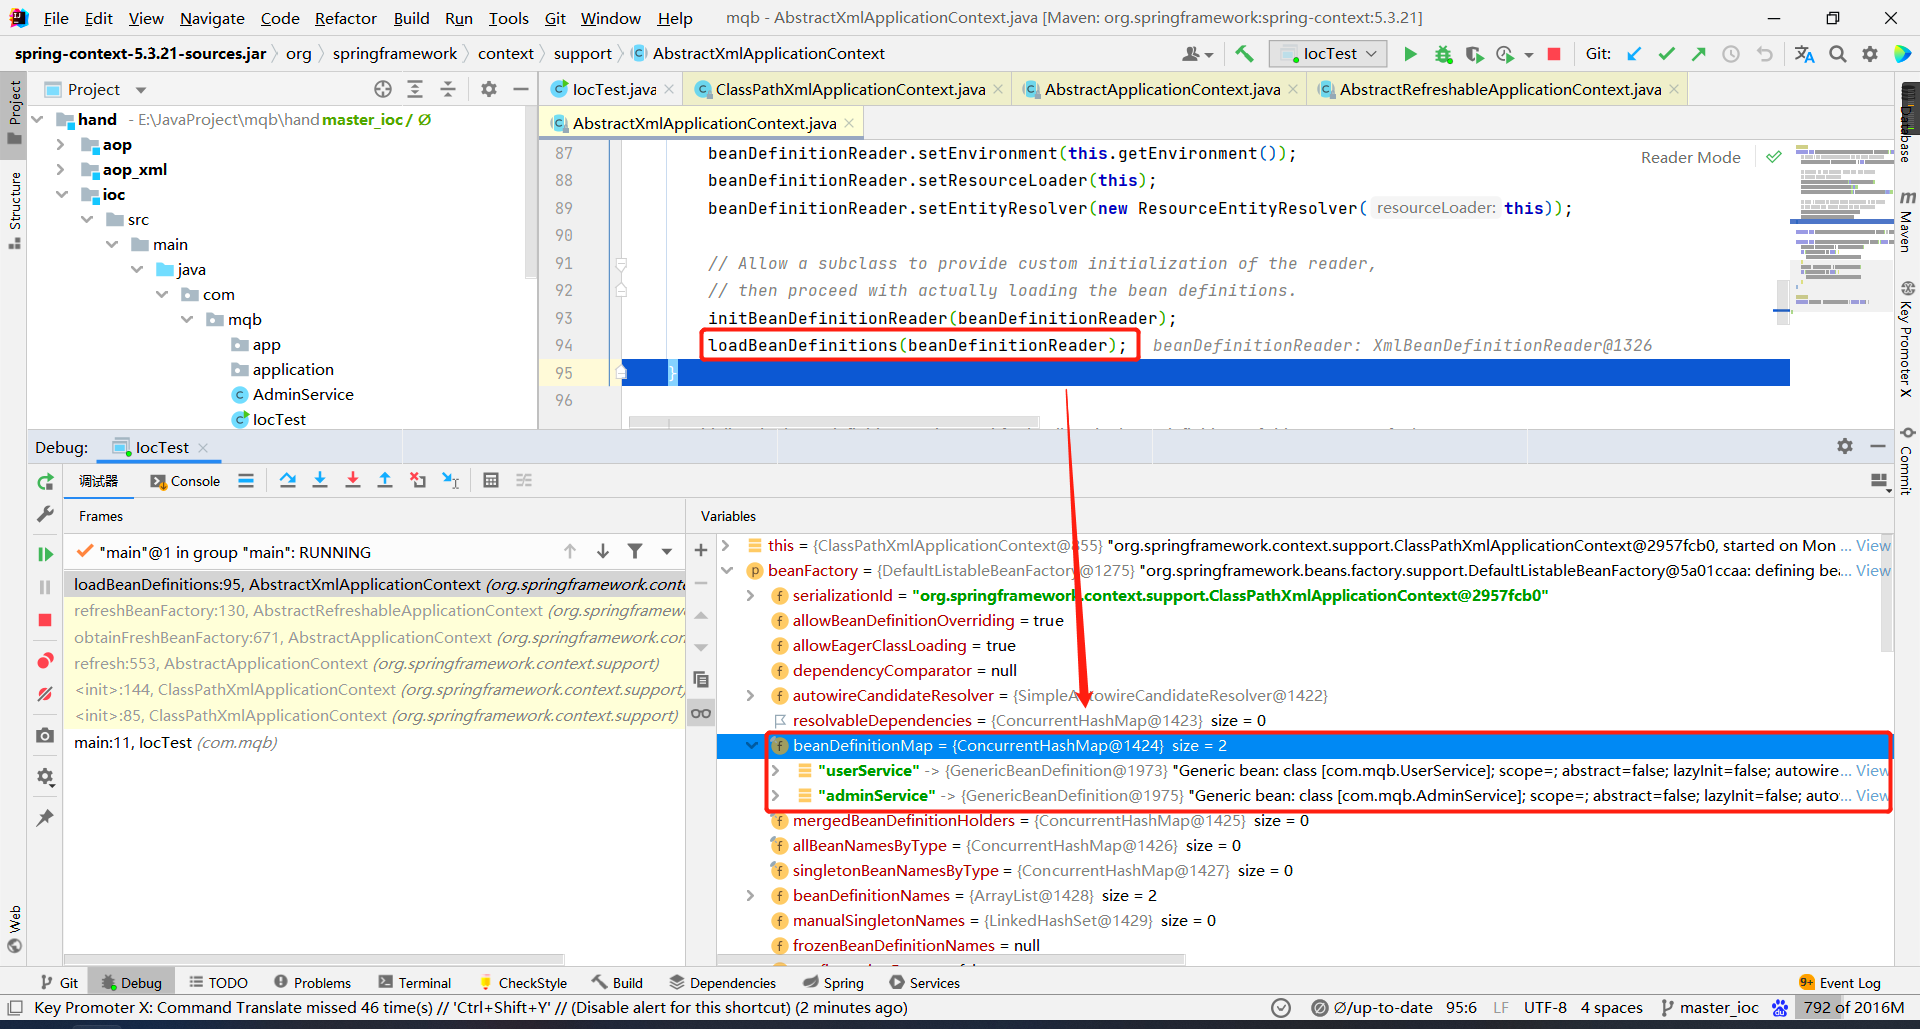 File Edit View Navigate Code Refactor Build Run Tools Git Window Help mqb - AbstractXmlApplicationContext.java [Maven: org.springframework:spring-context:5.3.21]
spring-context-5.3.21-sources.jar org springframework context support AbstractXmlApplicationContext IocTest Git:
Project
IocTest.java ClassPathXmlApplicationContext.java AbstractApplicationContext.java AbstractRefreshableApplicationContext.java
AbstractXmlApplicationContext.java
hand - E:\JavaProject\mqb\hand master_ioc / Ø
aop
aop_xml
ioc
src
main
java
com
mqb
app
application
AdminService
IocTest
Reader Mode
87 beanDefinitionReader.setEnvironment(this.getEnvironment());
88 beanDefinitionReader.setResourceLoader(this);
89 beanDefinitionReader.setEntityResolver(new ResourceEntityResolver( resourceLoader: this));
90
91 // Allow a subclass to provide custom initialization of the reader,
92 // then proceed with actually loading the bean definitions.
93 initBeanDefinitionReader(beanDefinitionReader);
94 loadBeanDefinitions(beanDefinitionReader); beanDefinitionReader: XmlBeanDefinitionReader@1326
95 }
96
Project
Structure
Web
Database
Maven
Key Promoter X
Commit
Debug: IocTest
调试器 Console
Frames
"main"@1 in group "main": RUNNING
loadBeanDefinitions:95, AbstractXmlApplicationContext (org.springframework.conte
refreshBeanFactory:130, AbstractRefreshableApplicationContext (org.springframew
obtainFreshBeanFactory:671, AbstractApplicationContext (org.springframework.con
refresh:553, AbstractApplicationContext (org.springframework.context.support)
<init>:144, ClassPathXmlApplicationContext (org.springframework.context.support)
<init>:85, ClassPathXmlApplicationContext (org.springframework.context.support)
main:11, IocTest (com.mqb)
Variables
this = {ClassPathXmlApplicationContext@855} "org.springframework.context.support.ClassPathXmlApplicationContext@2957fcb0, started on Mon ... View
beanFactory = {DefaultListableBeanFactory@1275} "org.springframework.beans.factory.support.DefaultListableBeanFactory@5a01ccaa: defining be... View
serializationId = "org.springframework.context.support.ClassPathXmlApplicationContext@2957fcb0"
allowBeanDefinitionOverriding = true
allowEagerClassLoading = true
dependencyComparator = null
autowireCandidateResolver = {SimpleAutowireCandidateResolver@1422}
resolvableDependencies = {ConcurrentHashMap@1423} size = 0
beanDefinitionMap = {ConcurrentHashMap@1424} size = 2
"userService" -> {GenericBeanDefinition@1973} "Generic bean: class [com.mqb.UserService]; scope=; abstract=false; lazyInit=false; autowire... View
"adminService" -> {GenericBeanDefinition@1975} "Generic bean: class [com.mqb.AdminService]; scope=; abstract=false; lazyInit=false; auto... View
mergedBeanDefinitionHolders = {ConcurrentHashMap@1425} size = 0
allBeanNamesByType = {ConcurrentHashMap@1426} size = 0
singletonBeanNamesByType = {ConcurrentHashMap@1427} size = 0
beanDefinitionNames = {ArrayList@1428} size = 2
manualSingletonNames = {LinkedHashSet@1429} size = 0
frozenBeanDefinitionNames = null
Git Debug TODO Problems Terminal CheckStyle Build Dependencies Spring Services 9+ Event Log
Key Promoter X: Command Translate missed 46 time(s) // 'Ctrl+Shift+Y' // (Disable alert for this shortcut) (2 minutes ago) Ø/up-to-date 95:6 LF UTF-8 4 spaces master_ioc 792 of 2016M